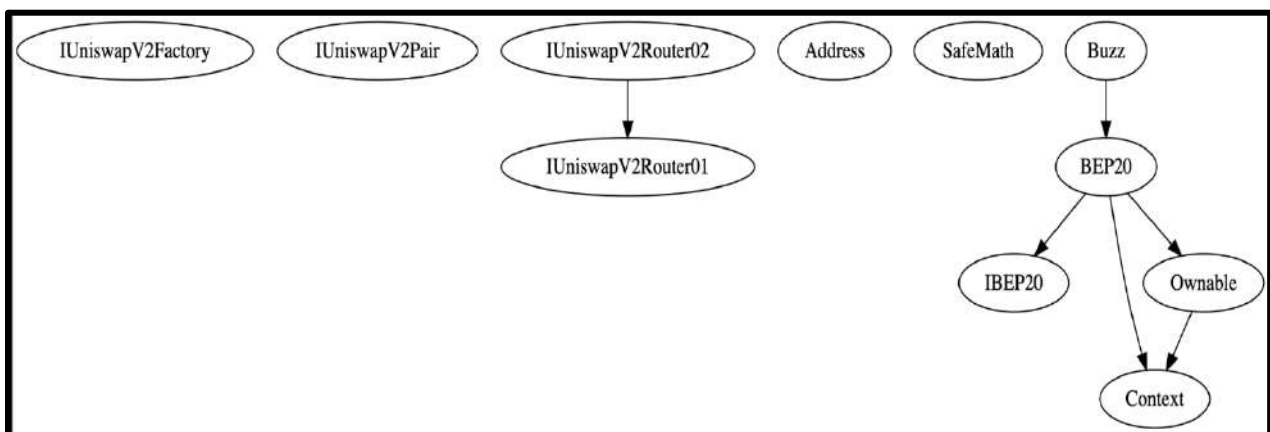 IUniswapV2Factory
IUniswapV2Pair
IUniswapV2Router02
Address
SafeMath
Buzz
IUniswapV2Router01
BEP20
IBEP20
Ownable
Context